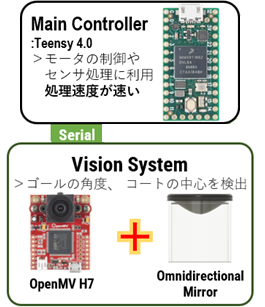 Main Controller
:Teensy 4.0
＞モータの制御や
センサ処理に利用
処理速度が速い
Serial
Vision System
＞ゴールの角度、コートの中心を検出
OpenMV H7
Omnidirectional
Mirror